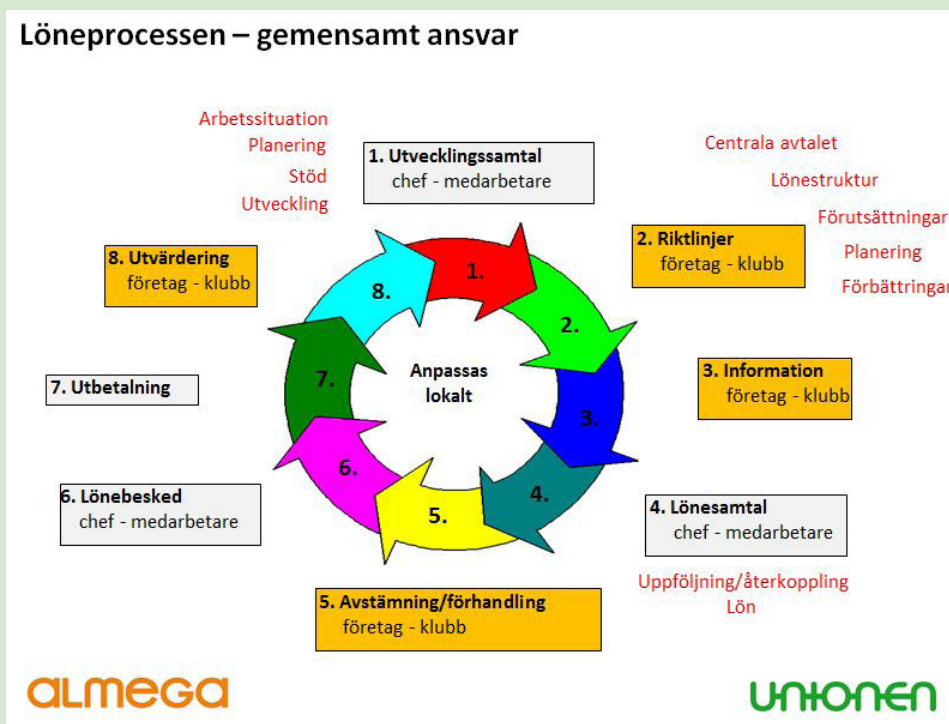 Löneprocessen – gemensamt ansvar
Arbetssituation
Planering
Stöd
Utveckling
1. Utvecklingssamtal
chef - medarbetare
Centrala avtalet
Lönestruktur
Förutsättningar
Planering
Förbättringar
2. Riktlinjer
företag - klubb
3. Information
företag - klubb
4. Lönesamtal
chef - medarbetare
Uppföljning/återkoppling
Lön
5. Avstämning/förhandling
företag - klubb
6. Lönebesked
chef - medarbetare
7. Utbetalning
8. Utvärdering
företag - klubb
1.
2.
3.
4.
5.
6.
7.
8.
Anpassas
lokalt
ALMEGA
UNIONEN